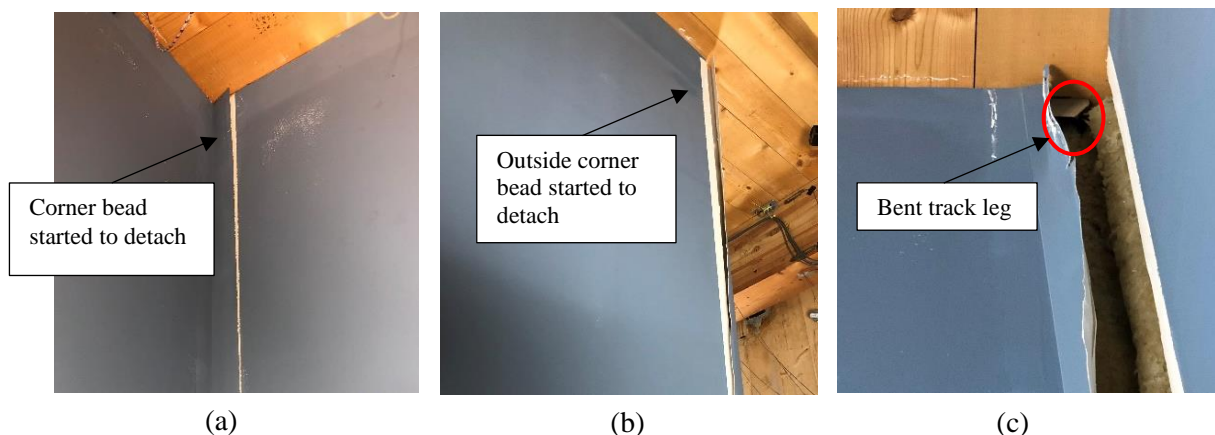 Corner bead
started to detach
Outside corner
bead started to
detach
Bent track leg
(a)
(b)
(c)